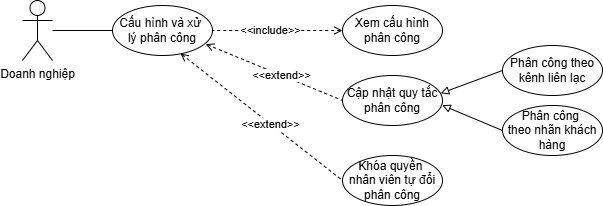 Doanh nghiệp
Cấu hình và xử
lý phân công
<<include>>
Xem cấu hình
phân công
<<extend>>
Cập nhật quy tắc
phân công
Phân công theo
kênh liên lạc
Phân công
theo nhãn khách
hàng
<<extend>>
Khóa quyền
nhân viên tự đổi
phân công